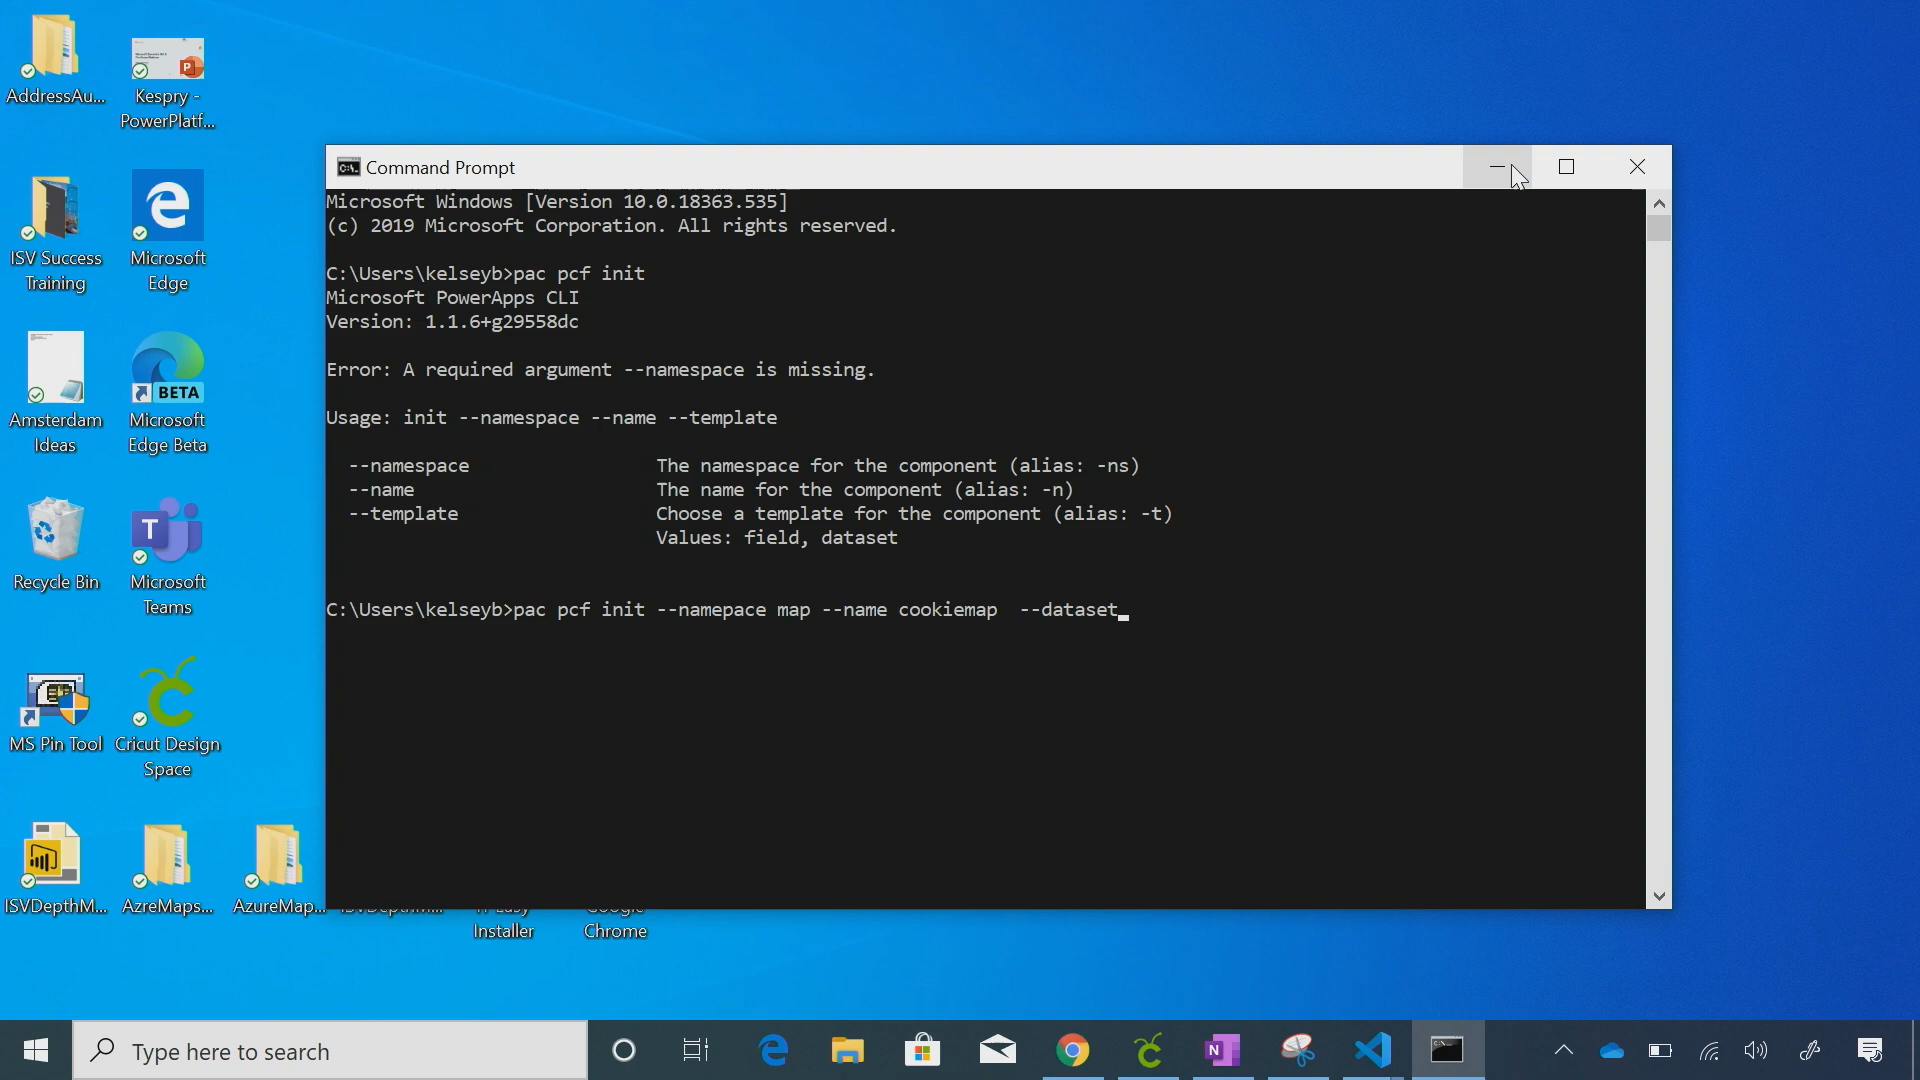 AddressAu...
Kespry -
PowerPlatf...
ISV Success
Training
Microsoft
Edge
Amsterdam
Ideas
BETA
Microsoft
Edge Beta
Recycle Bin
T
Microsoft
Teams
MS Pin Tool
Cricut Design
Space
ISVDepthM...
AzreMaps...
AzureMap...
Installer
Chrome
Command Prompt
Microsoft Windows [Version 10.0.18363.535]
(c) 2019 Microsoft Corporation. All rights reserved.
C:\Users\kelseyb>pac pcf init
Microsoft PowerApps CLI
Version: 1.1.6+g29558dc
Error: A required argument --namespace is missing.
Usage: init --namespace --name --template
--namespace The namespace for the component (alias: -ns)
--name The name for the component (alias: -n)
--template Choose a template for the component (alias: -t)
Values: field, dataset
C:\Users\kelseyb>pac pcf init --namepace map --name cookiemap  --dataset_
Type here to search
N